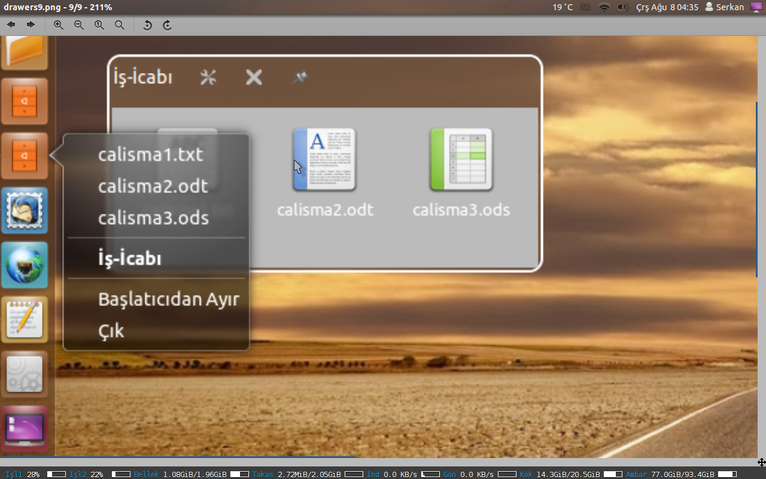 drawers9.png - 9/9 - 211%
19 °C
Çrş Ağu 8 04:35
Serkan
İş-İcabı
calisma1.txt
calisma2.odt
calisma3.ods
İş-İcabı
Başlatıcıdan Ayır
Çık
calisma2.odt
calisma3.ods
İşl1 28% İşl2 22% Bellek 1.08GiB/1.96GiB Takas 2.72MiB/2.05GiB İnd 0.0 KB/s Gön 0.0 KB/s Kök 14.3GiB/20.5GiB Ambar 77.0GiB/93.4GiB